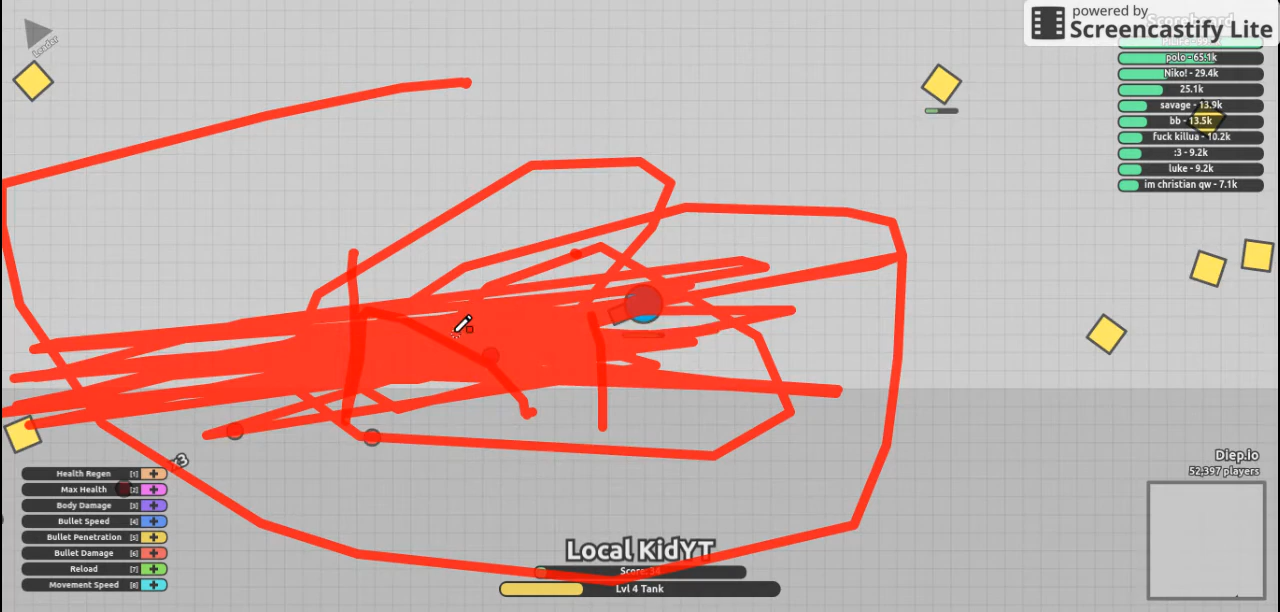 powered by
Screencastify Lite
Scoreboard
Leader
polo - 65.1k
Niko! - 29.4k
25.1k
savage - 13.9k
bb - 13.5k
fuck killua - 10.2k
:3 - 9.2k
luke - 9.2k
im christian qw - 7.1k
x3
Health Regen [1] +
Max Health [2] +
Body Damage [3] +
Bullet Speed [4] +
Bullet Penetration [5] +
Bullet Damage [6] +
Reload [7] +
Movement Speed [8] +
Diep.io
52,397 players
Local KidYT
Score: 36
Lvl 4 Tank